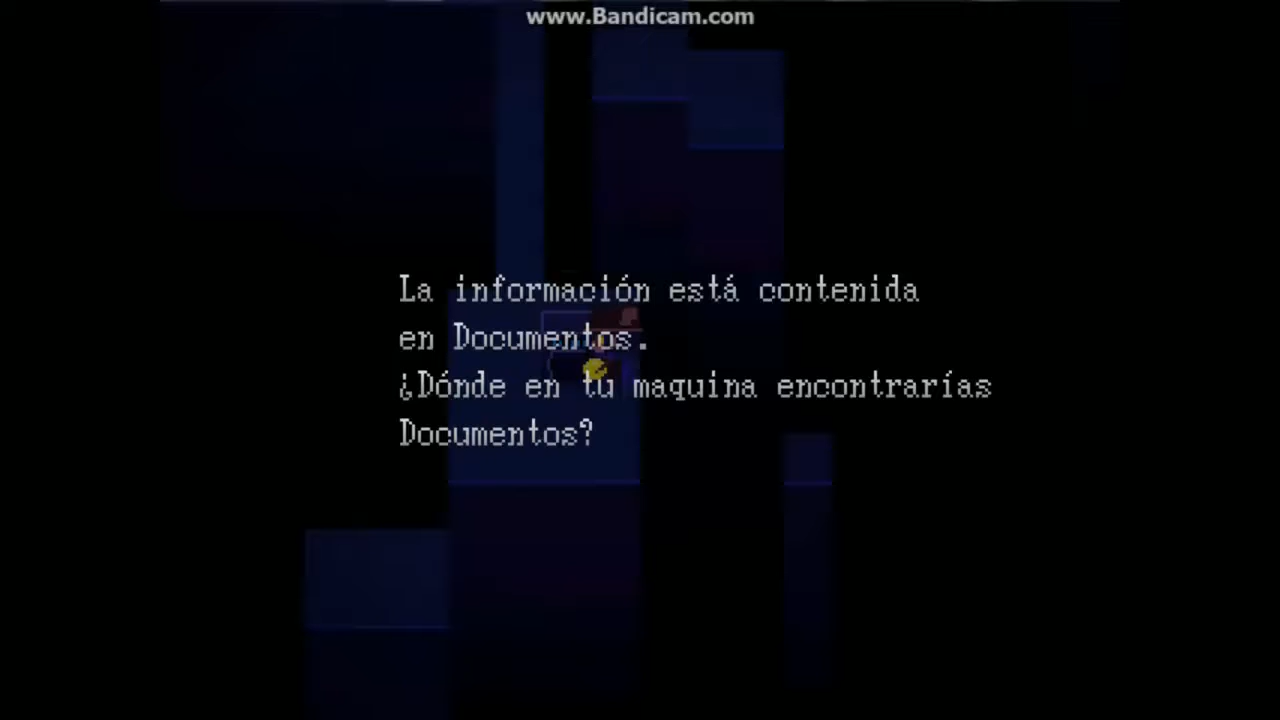 www.Bandicam.com
La información está contenida
en Documentos.
¿Dónde en tu maquina encontrarías
Documentos?